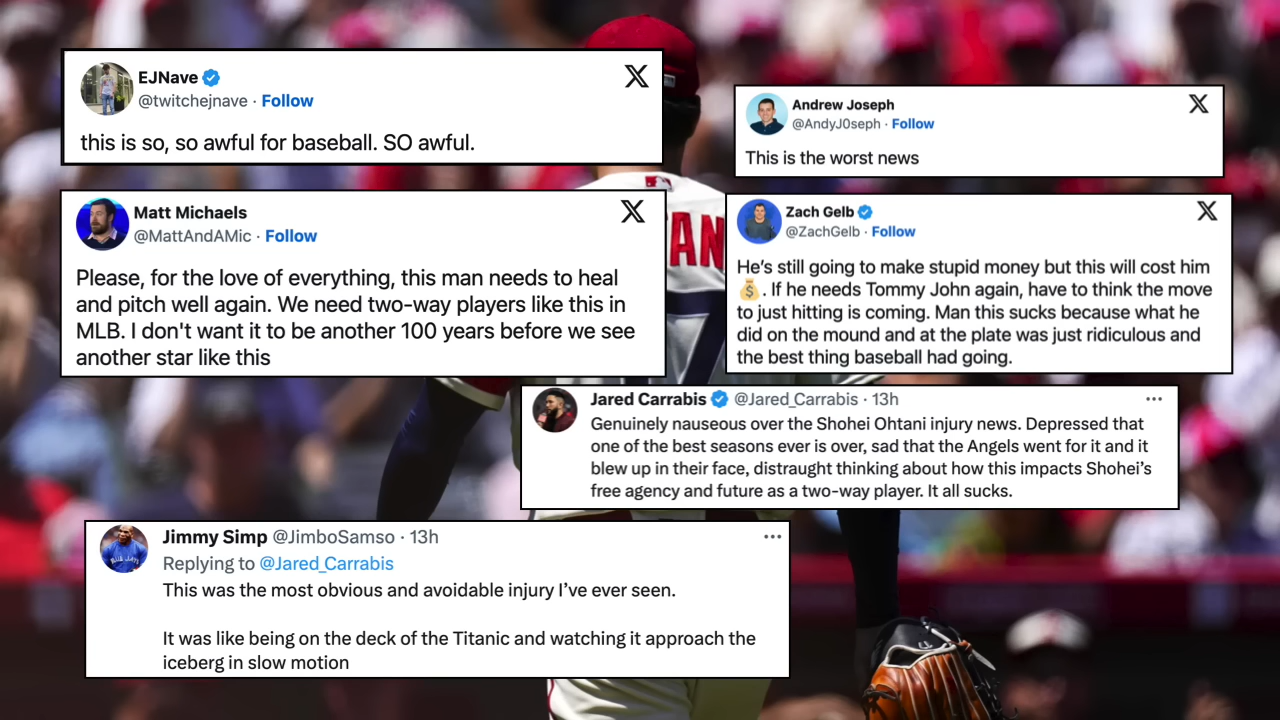 EJNave
@twitchejnave · Follow
X
this is so, so awful for baseball. SO awful.
Andrew Joseph
@AndyJ0seph · Follow
X
This is the worst news
Matt Michaels
@MattAndAMic · Follow
X
Please, for the love of everything, this man needs to heal
and pitch well again. We need two-way players like this in
MLB. I don't want it to be another 100 years before we see
another star like this
Zach Gelb
@ZachGelb · Follow
X
He's still going to make stupid money but this will cost him
💰. If he needs Tommy John again, have to think the move
to just hitting is coming. Man this sucks because what he
did on the mound and at the plate was just ridiculous and
the best thing baseball had going.
TAN
Jared Carrabis @Jared_Carrabis · 13h ···
Genuinely nauseous over the Shohei Ohtani injury news. Depressed that
one of the best seasons ever is over, sad that the Angels went for it and it
blew up in their face, distraught thinking about how this impacts Shohei's
free agency and future as a two-way player. It all sucks.
Jimmy Simp @JimboSamso · 13h ···
Replying to @Jared_Carrabis
This was the most obvious and avoidable injury I've ever seen.
It was like being on the deck of the Titanic and watching it approach the
iceberg in slow motion
BLUE JAYS